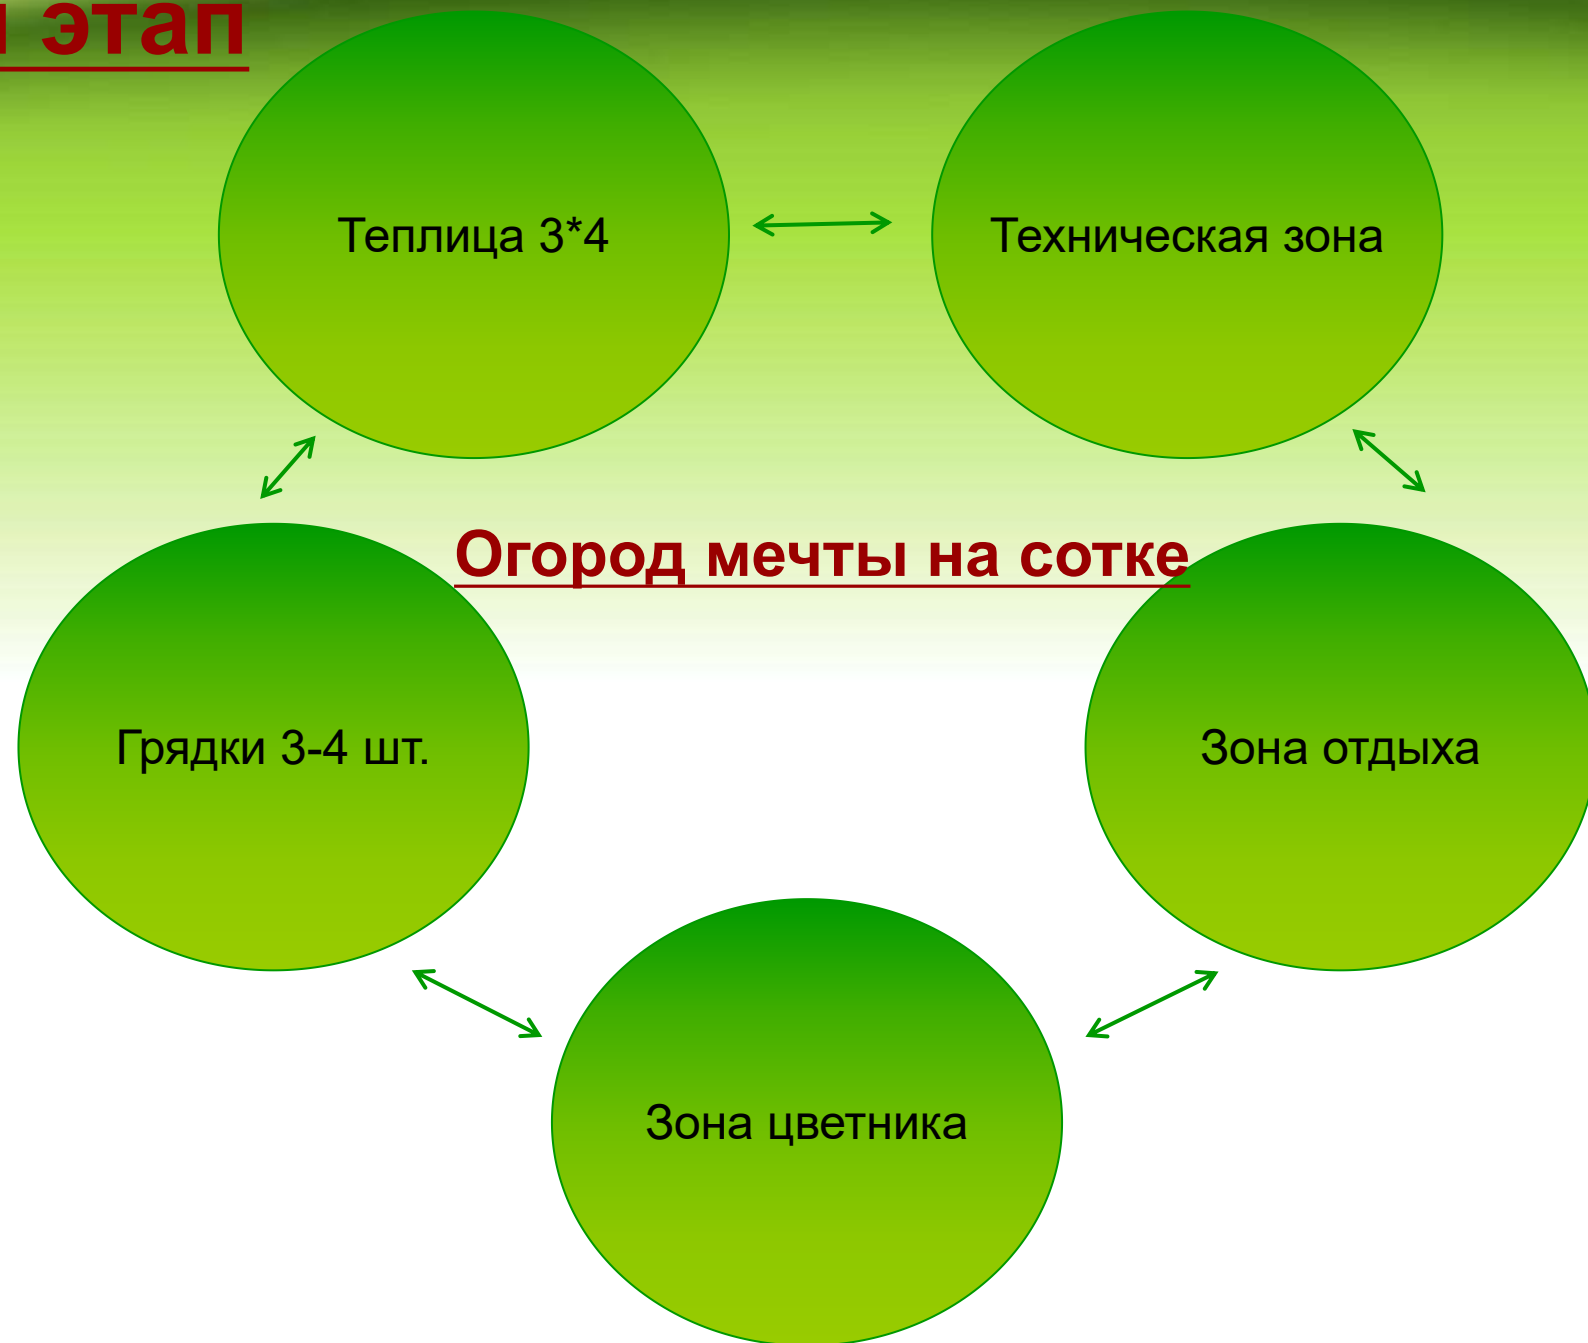 этап
Теплица 3*4
Техническая зона
Огород мечты на сотке
Грядки 3-4 шт.
Зона отдыха
Зона цветника